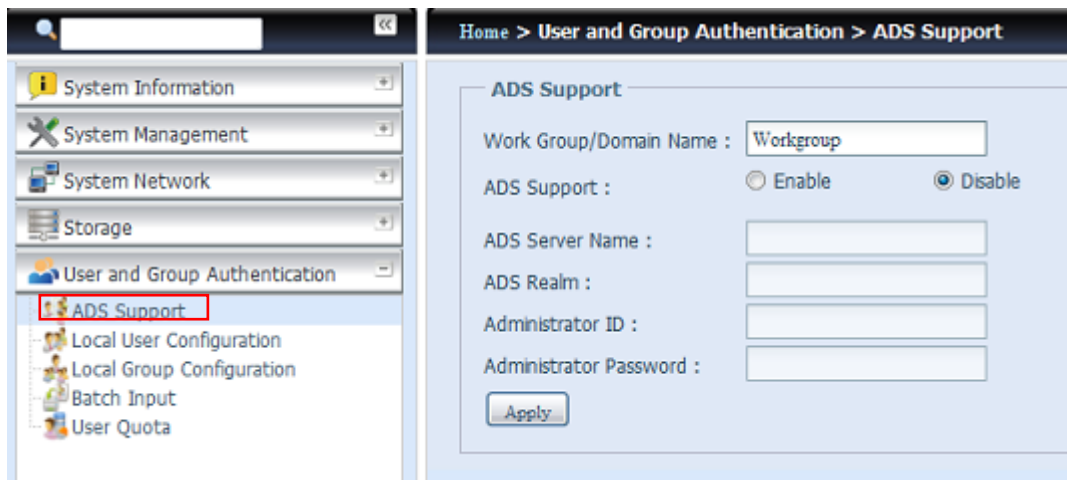 Home > User and Group Authentication > ADS Support
System Information
System Management
System Network
Storage
User and Group Authentication
ADS Support
Local User Configuration
Local Group Configuration
Batch Input
User Quota
ADS Support
Work Group/Domain Name : Workgroup
ADS Support : Enable Disable
ADS Server Name :
ADS Realm :
Administrator ID :
Administrator Password :
Apply